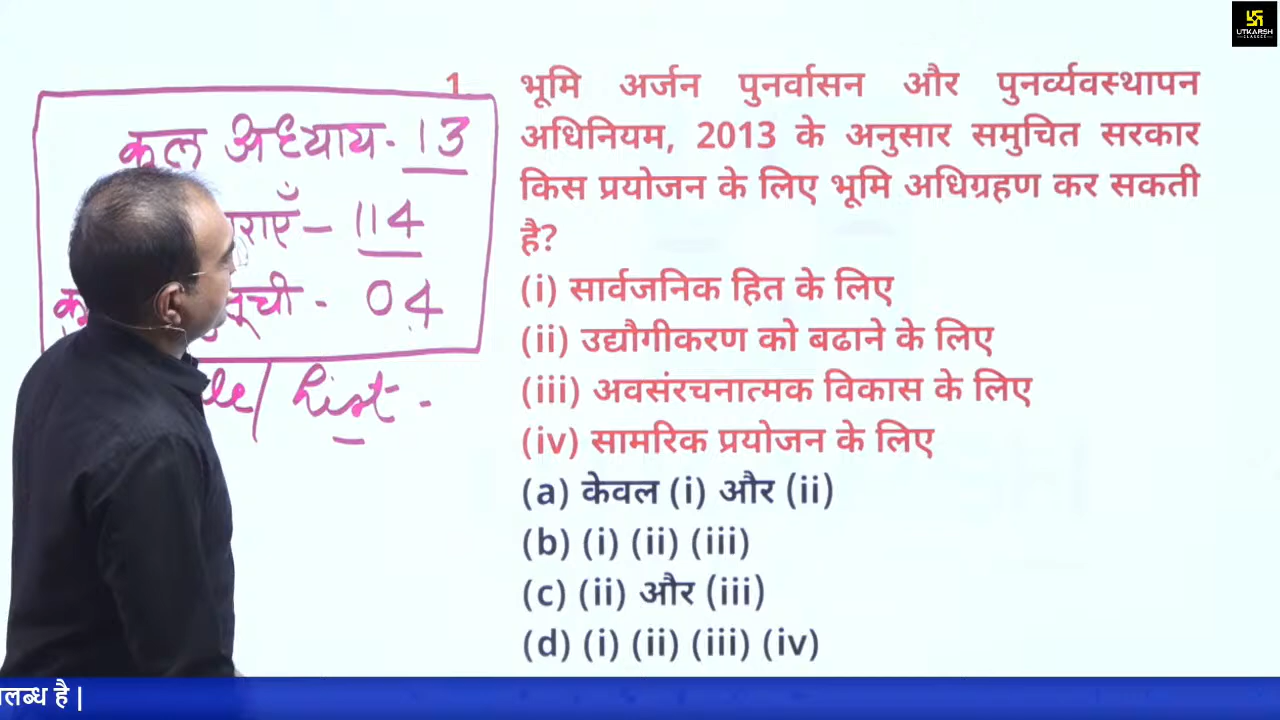 UTKARSH
CLASSES
1 भूमि अर्जन पुनर्वासन और पुनर्व्यवस्थापन
अधिनियम, 2013 के अनुसार समुचित सरकार
किस प्रयोजन के लिए भूमि अधिग्रहण कर सकती
है?
(i) सार्वजनिक हित के लिए
(ii) उद्यौगीकरण को बढाने के लिए
(iii) अवसंरचनात्मक विकास के लिए
(iv) सामरिक प्रयोजन के लिए
(a) केवल (i) और (ii)
(b) (i) (ii) (iii)
(c) (ii) और (iii)
(d) (i) (ii) (iii) (iv)
कुल अध्याय - 13
राएँ - 114
सूची - 04
/ List -
लब्ध है |